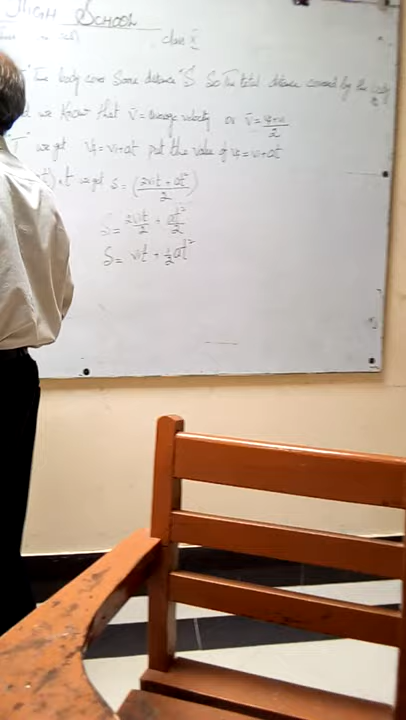 HIGH SCHOOL
class X
The body cover Some distance "S" So The total distance covered by the body
we know that v̄ = average velocity or v̄ = vf+vi/2
we get vf = vi+at put the value of vf = vi+at
t) × t we get S = (2vit + at²/2)
S = 2vit/2 + at²/2
S = vit + 1/2 at²